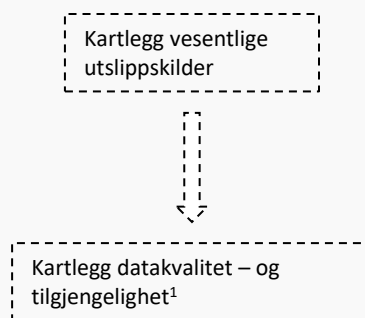 Kartlegg vesentlige
utslippskilder
Kartlegg datakvalitet – og
tilgjengelighet¹